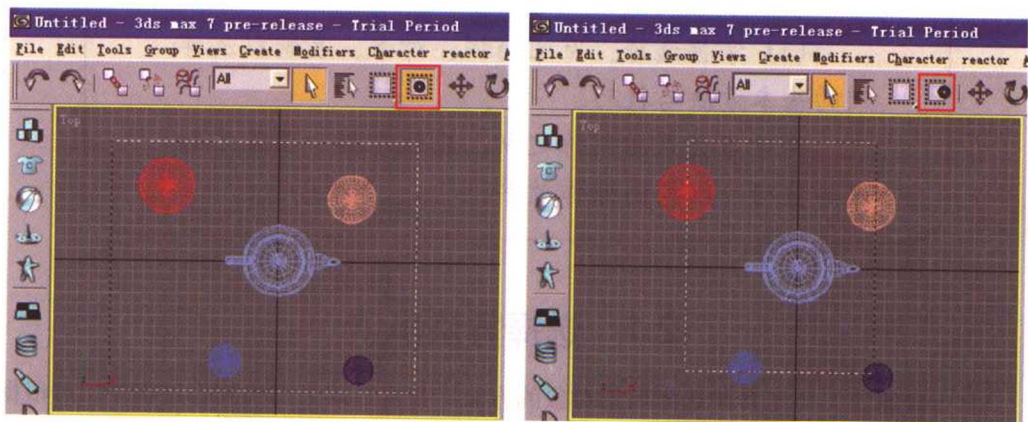 Untitled - 3ds max 7 pre-release - Trial Period
File Edit Tools Group Views Create Modifiers Character reactor
All
Top
Untitled - 3ds max 7 pre-release - Trial Period
File Edit Tools Group Views Create Modifiers Character reactor
All
Top